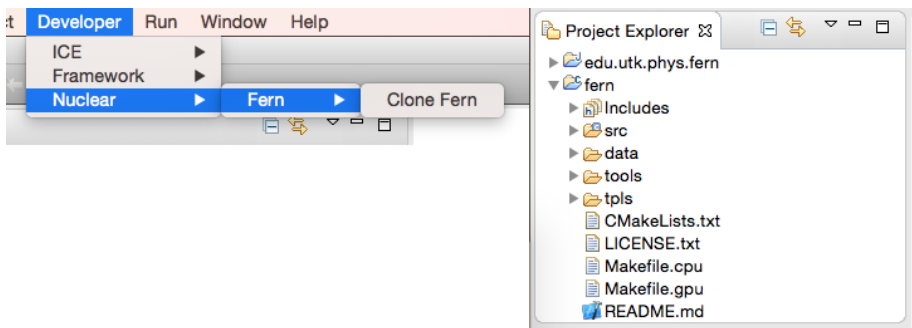 ct Developer Run Window Help
ICE
Framework
Nuclear Fern Clone Fern
Project Explorer
edu.utk.phys.fern
fern
Includes
src
data
tools
tpls
CMakeLists.txt
LICENSE.txt
Makefile.cpu
Makefile.gpu
README.md